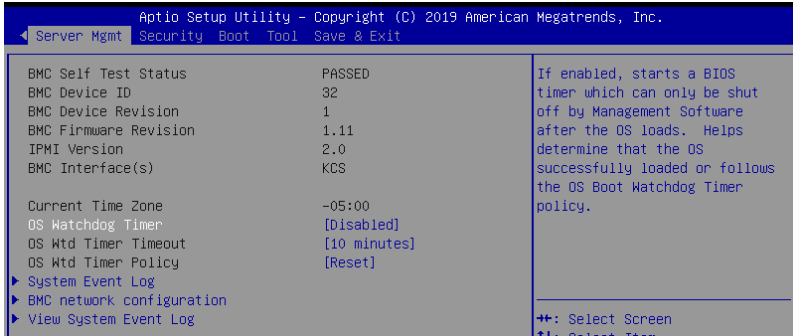 Aptio Setup Utility – Copyright (C) 2019 American Megatrends, Inc.
Server Mgmt Security Boot Tool Save & Exit
BMC Self Test Status PASSED
BMC Device ID 32
BMC Device Revision 1
BMC Firmware Revision 1.11
IPMI Version 2.0
BMC Interface(s) KCS
Current Time Zone -05:00
OS Watchdog Timer [Disabled]
OS Wtd Timer Timeout [10 minutes]
OS Wtd Timer Policy [Reset]
System Event Log
BMC network configuration
View System Event Log
If enabled, starts a BIOS
timer which can only be shut
off by Management Software
after the OS loads. Helps
determine that the OS
successfully loaded or follows
the OS Boot Watchdog Timer
policy.
: Select Screen
: Select Item